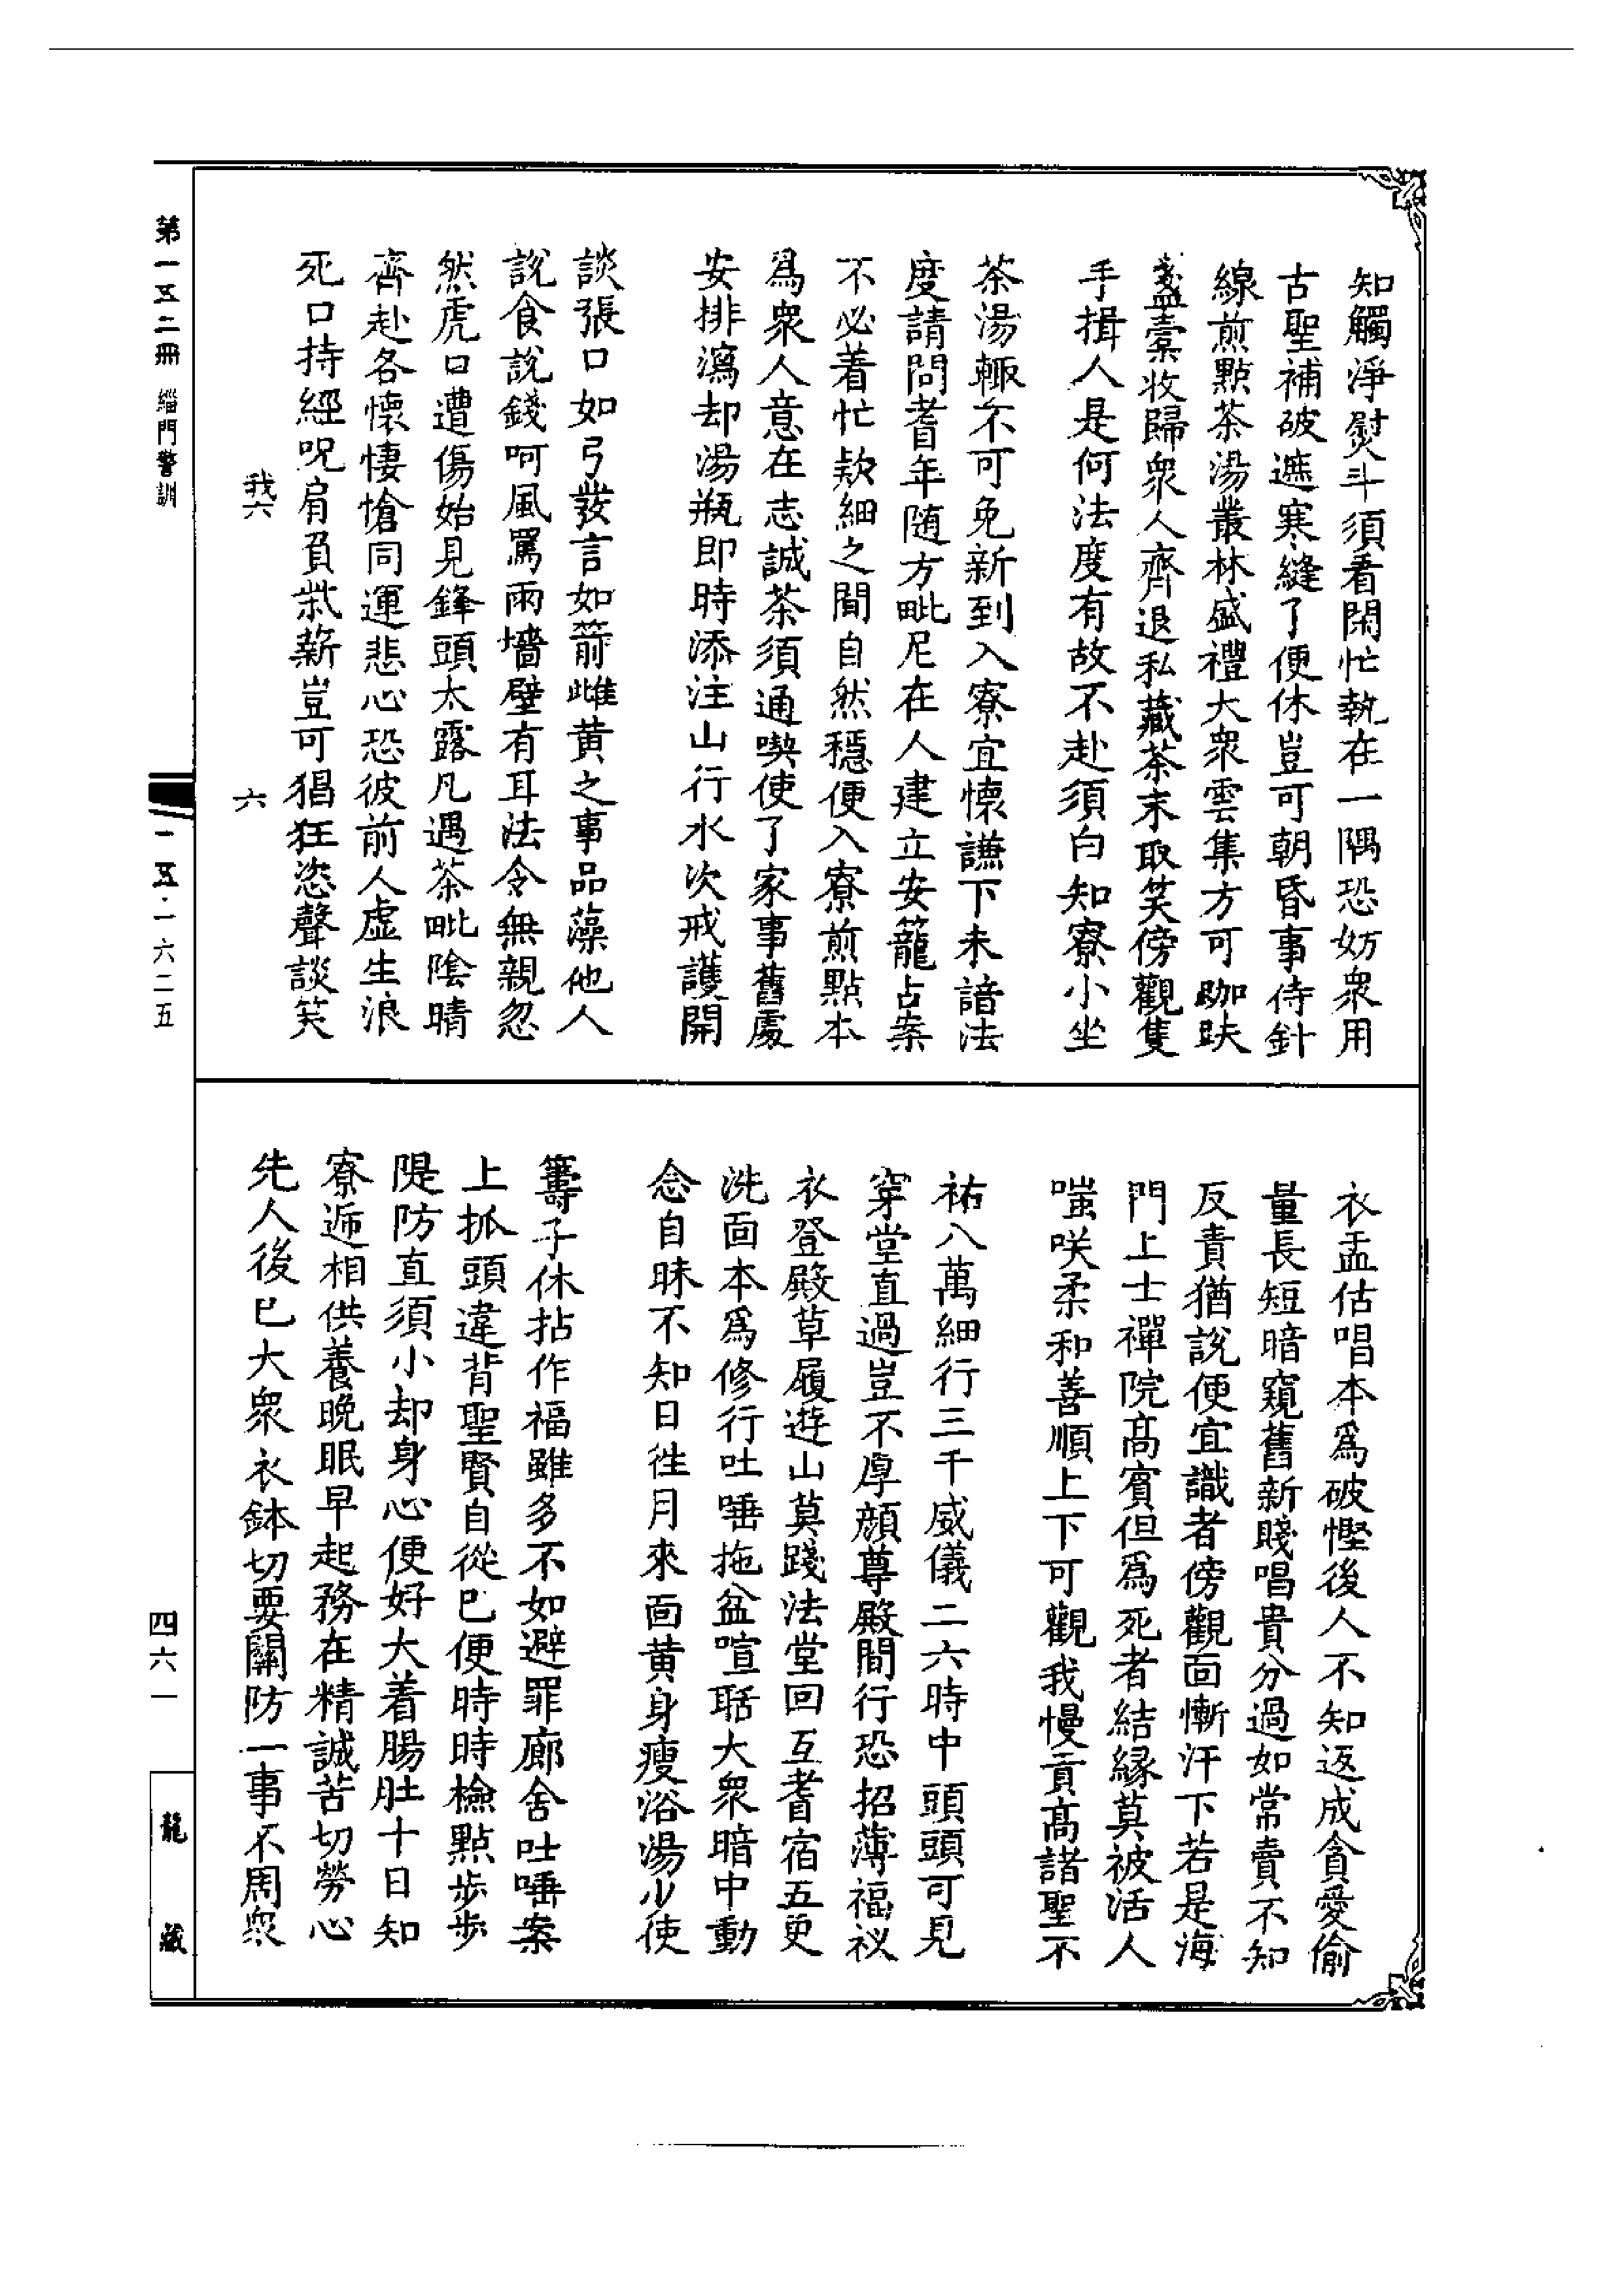 知觸淨熨斗須看閑忙執在一隅恐妨衆用
古聖補破遮寒縫了便休豈可朝昏事侍針
線煎點茶湯叢林盛禮大衆雲集方可跏趺
盞橐收歸衆人齊退私藏茶末取笑傍觀隻
手揖人是何法度有故不赴須白知寮小坐
茶湯輙不可免新到入寮宜懷謙下未諳法
度請問耆年随方毗尼在人建立安籠占案
不必着忙欵細之間自然穩便入寮煎點本
爲衆人意在志誠茶須通喫使了家事舊處
安排瀉却湯瓶即時添注山行水次戒護開
談張口如弓發言如箭雌黄之事品藻他人
説食説錢呵風罵雨墻壁有耳法令無親忽
然虎口遭傷始見鋒頭太露凡遇茶毗陰晴
齊赴各懷悽愴同運悲心恐彼前人虚生浪
死口持經呪肩負柴薪豈可猖狂恣聲談笑
我六
六
衣盂估唱本爲破慳後人不知返成貪愛偷
量長短暗窺舊新賤唱貴分過如常賣不知
反責猶説便宜識者傍觀面慚汗下若是海
門上士禪院髙賓但爲死者結緣莫被活人
嗤咲柔和善順上下可觀我慢貢髙諸聖不
祐八萬細行三千威儀二六時中頭頭可見
穿堂直過豈不厚顔尊殿間行恐招薄福衩
衣登殿草履遊山莫踐法堂回互耆宿五更
洗面本爲修行吐唾拖盆喧聒大衆暗中動
念自昧不知日徃月來面黄身瘦浴湯少使
籌子休拈作福雖多不如避罪廊舍吐唾案
上抓頭違背聖賢自從已便時時檢點步步
隄防直須小却身心便好大着腸肚十日知
寮逓相供養晚眠早起務在精誠苦切勞心
先人後已大衆衣鉢切要關防一事不周衆
第一五二冊 緇門警訓
一五·一六二五
四六一
龍藏